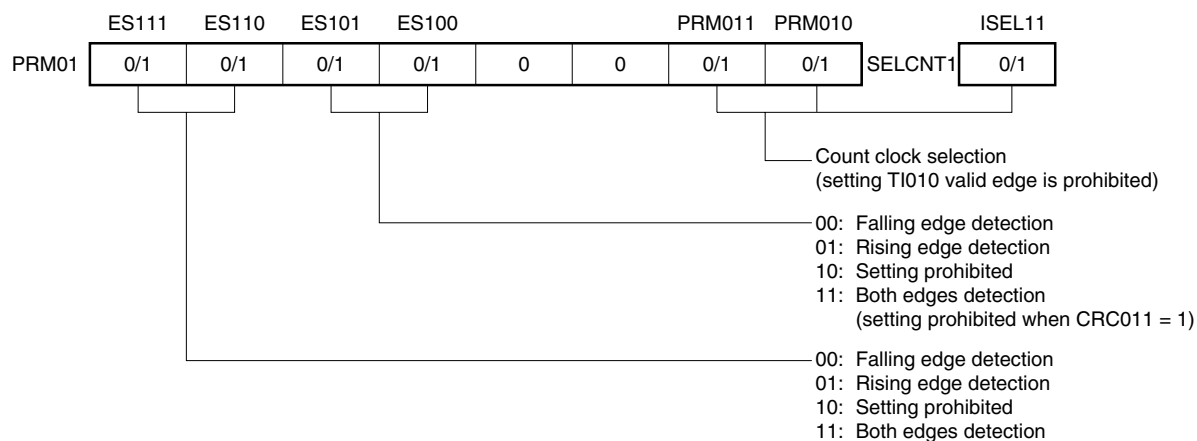 ES111 ES110 ES101 ES100 PRM011 PRM010 ISEL11
PRM01 0/1 0/1 0/1 0/1 0 0 0/1 0/1 SELCNT1 0/1
Count clock selection
(setting TI010 valid edge is prohibited)
00: Falling edge detection
01: Rising edge detection
10: Setting prohibited
11: Both edges detection
(setting prohibited when CRC011 = 1)
00: Falling edge detection
01: Rising edge detection
10: Setting prohibited
11: Both edges detection